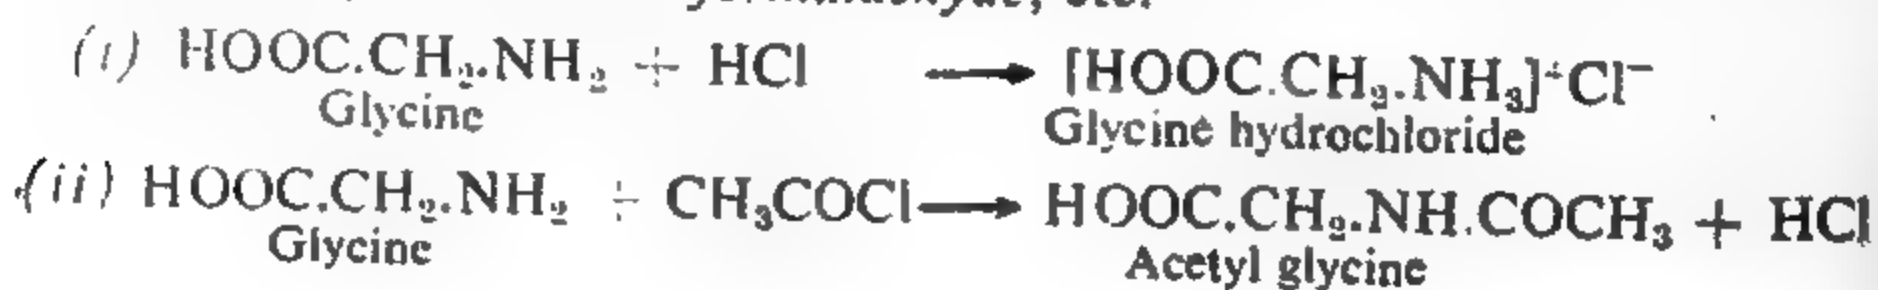 etc.
(i) HOOC.CH₂.NH₂ + HCl ⟶ [HOOC.CH₂.NH₃]⁺Cl⁻
Glycine Glycine hydrochloride
(ii) HOOC.CH₂.NH₂ + CH₃COCl ⟶ HOOC.CH₂.NH.COCH₃ + HCl
Glycine Acetyl glycine